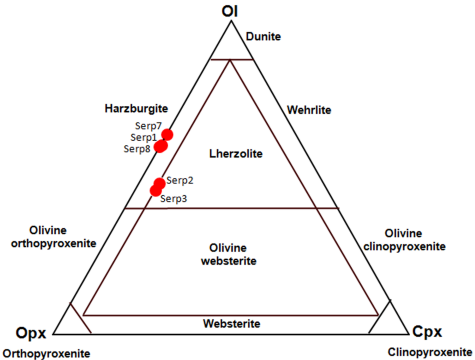 Ol
Dunite
Harzburgite
Wehrlite
Serp7
Serp1
Serp8
Lherzolite
Serp2
Serp3
Olivine
orthopyroxenite
Olivine
clinopyroxenite
Olivine
websterite
Websterite
Opx
Cpx
Orthopyroxenite
Clinopyroxenite